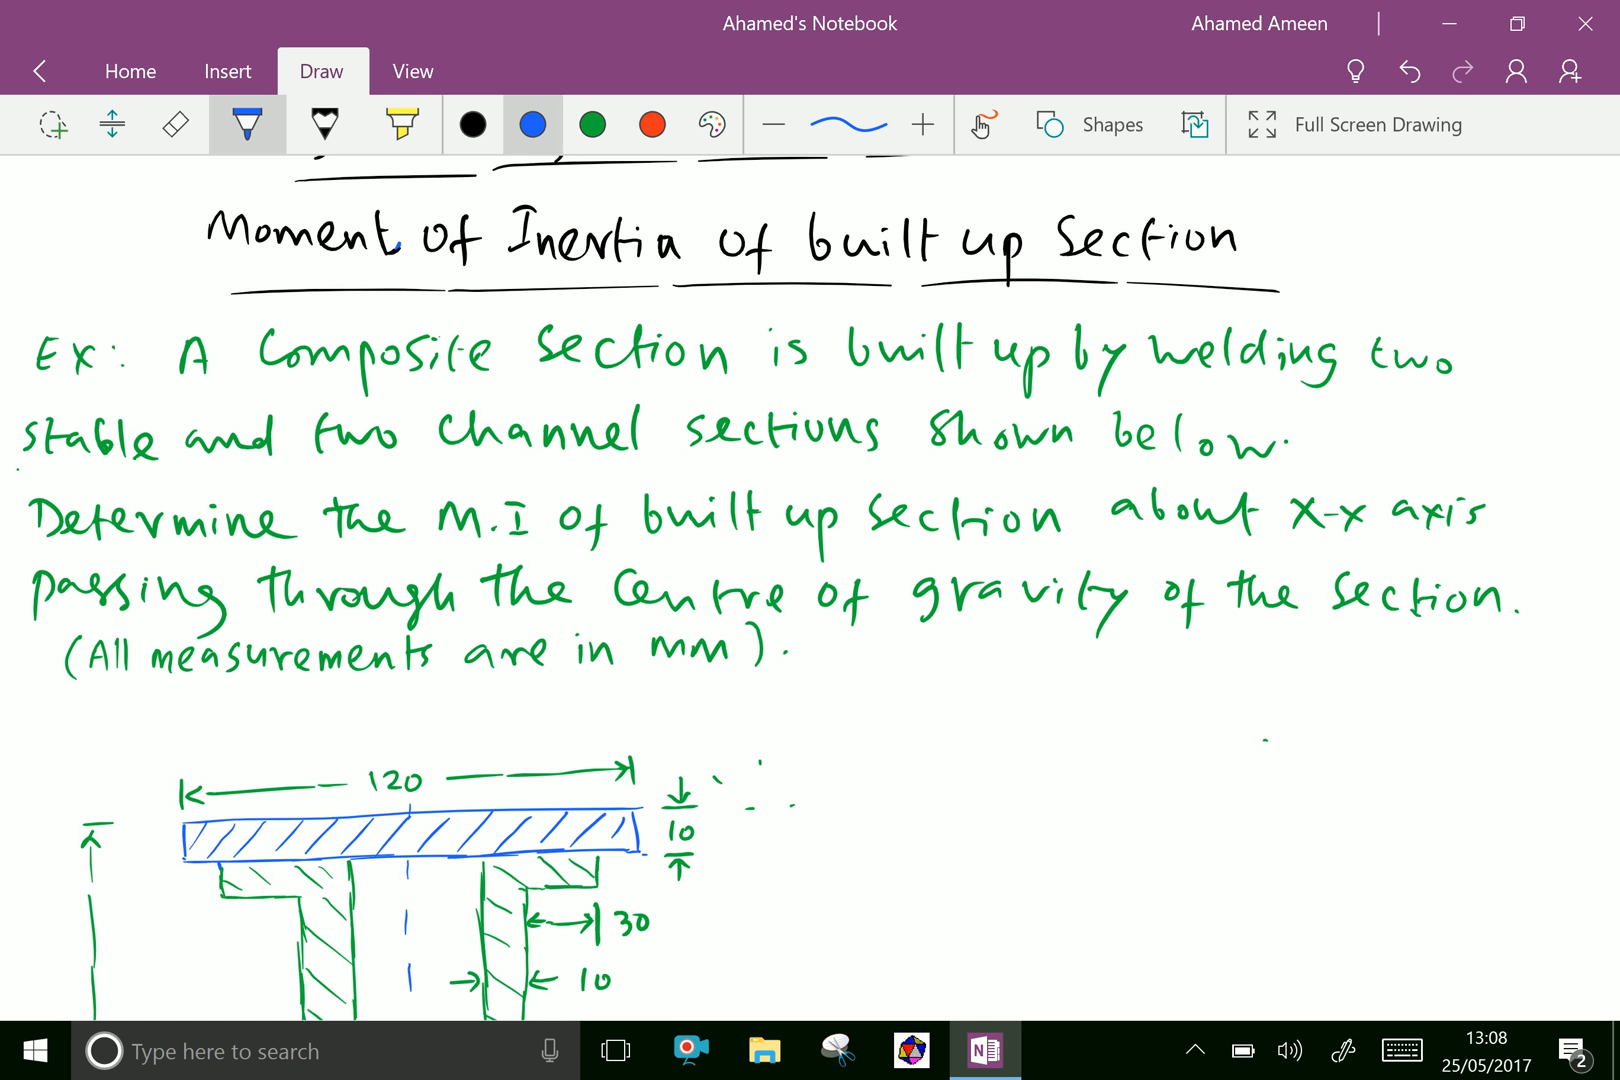 Ahamed's Notebook
Ahamed Ameen
Home Insert Draw View
Shapes
Full Screen Drawing
Moment of Inertia of built up section
Ex: A Composite section is built up by welding two
stable and two channel sections shown below.
Determine the M.I of built up section about x-x axis
passing through the centre of gravity of the section.
(All measurements are in mm).
120
10
30
10
Type here to search
13:08
25/05/2017
2